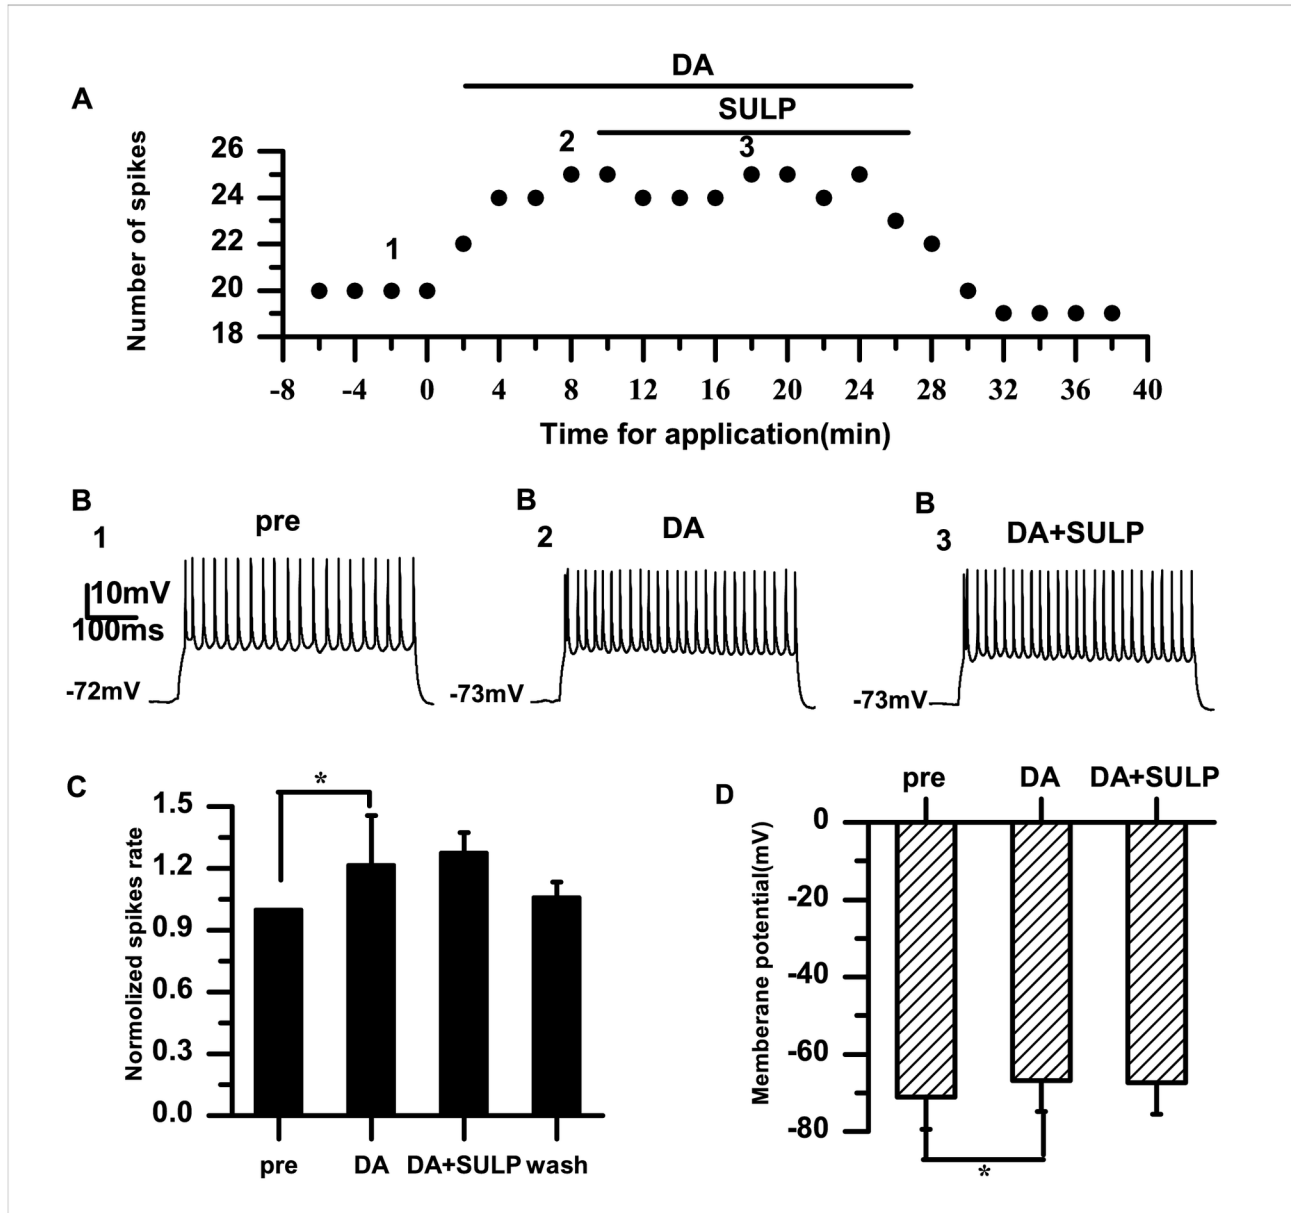 DA
A
SULP
Number of spikes
26
24
22
20
18
1
2
3
-8 -4 0 4 8 12 16 20 24 28 32 36 40
Time for application(min)
B
1
pre
10mV
100ms
-72mV
B
2
DA
-73mV
B
3
DA+SULP
-73mV
C
*
Normolized spikes rate
1.5
1.2
0.9
0.6
0.3
0.0
pre DA DA+SULP wash
D
pre DA DA+SULP
Memberane potential(mV)
0
-20
-40
-60
-80
*